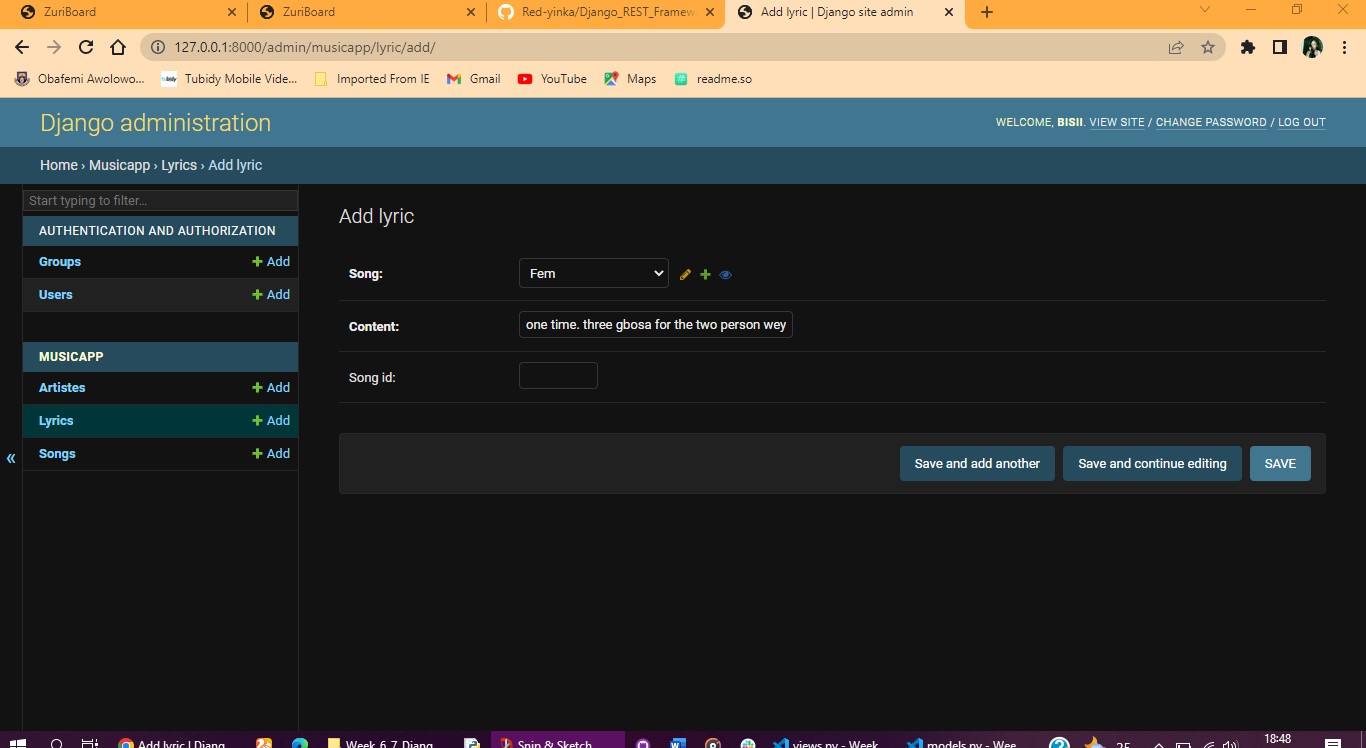 ZuriBoard
ZuriBoard
Red-yinka/Django_REST_Framew
Add lyric | Django site admin
127.0.0.1:8000/admin/musicapp/lyric/add/
Obafemi Awolowo...
Tubidy Mobile Vide...
Imported From IE
Gmail
YouTube
Maps
readme.so
Django administration
WELCOME, BISII. VIEW SITE / CHANGE PASSWORD / LOG OUT
Home › Musicapp › Lyrics › Add lyric
Start typing to filter...
AUTHENTICATION AND AUTHORIZATION
Groups + Add
Users + Add
MUSICAPP
Artistes + Add
Lyrics + Add
Songs + Add
«
Add lyric
Song: Fem
Content: one time. three gbosa for the two person wey
Song id:
Save and add another
Save and continue editing
SAVE
Add lyric | Djang
Week 6 7 Djang
Snip & Sketch
views.py - Week
models.py - Wee
25
18:48